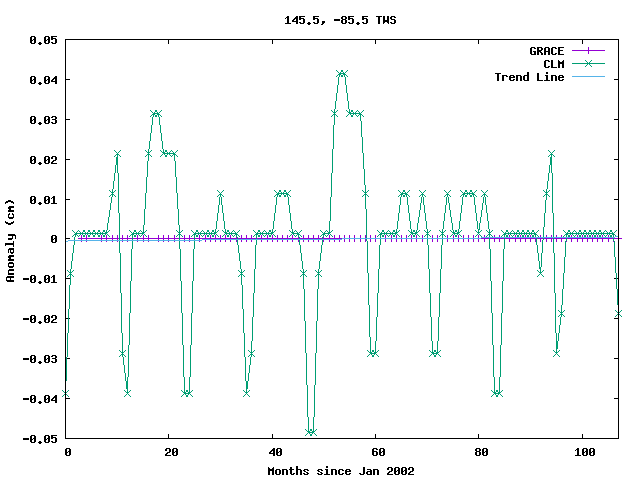 145.5, -85.5 TWS
GRACE
CLM
Trend Line
0.05
0.04
0.03
0.02
0.01
0
-0.01
-0.02
-0.03
-0.04
-0.05
Anomaly (cm)
0 20 40 60 80 100
Months since Jan 2002